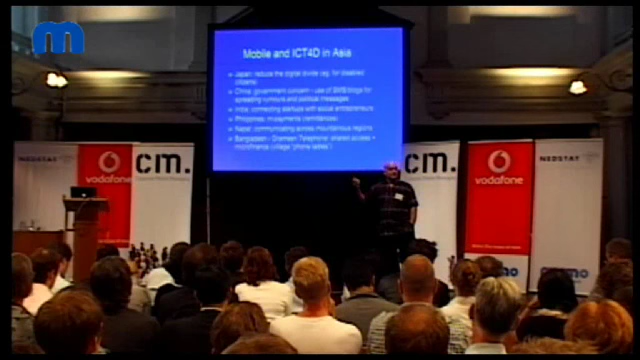 m
Mobile and ICT4D in Asia
Japan: reduce the digital divide (eg. for disabled citizens)
China: government concern - use of SMS/blogs for
spreading rumours and political messages
India: connecting startups with social entrepreneurs
Philippines: m-payments (remittances)
Nepal: communicating across mountainous regions
Bangladesh - Grameen Telephone: shared access +
microfinance (village "phone ladies")
NEDSTAT
vodafone
cm.
cm.
vodafone
NEDSTAT